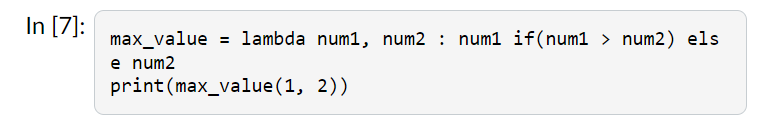 In [7]:
max_value = lambda num1, num2 : num1 if(num1 > num2) els
e num2
print(max_value(1, 2))